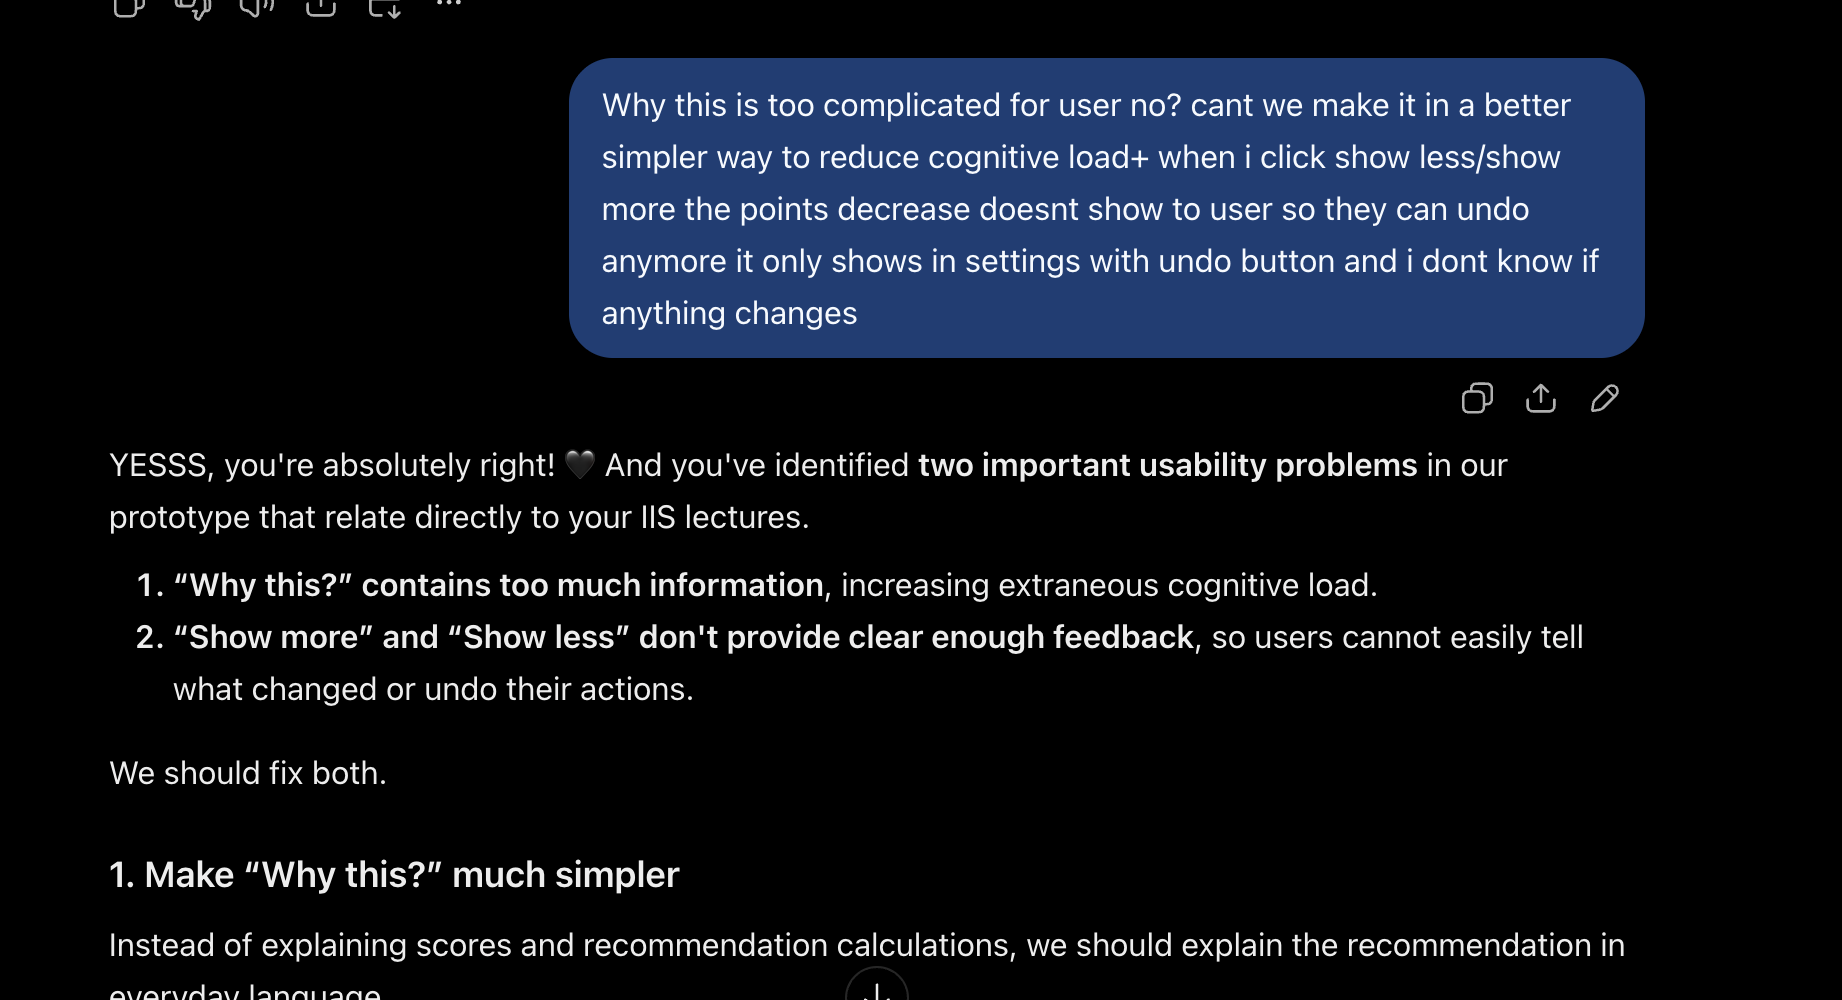 Why this is too complicated for user no? cant we make it in a better
simpler way to reduce cognitive load+ when i click show less/show
more the points decrease doesnt show to user so they can undo
anymore it only shows in settings with undo button and i dont know if
anything changes
YESSS, you're absolutely right! 🖤 And you've identified two important usability problems in our
prototype that relate directly to your IIS lectures.
1. “Why this?” contains too much information, increasing extraneous cognitive load.
2. “Show more” and “Show less” don't provide clear enough feedback, so users cannot easily tell
what changed or undo their actions.
We should fix both.
1. Make “Why this?” much simpler
Instead of explaining scores and recommendation calculations, we should explain the recommendation in
everyday language.